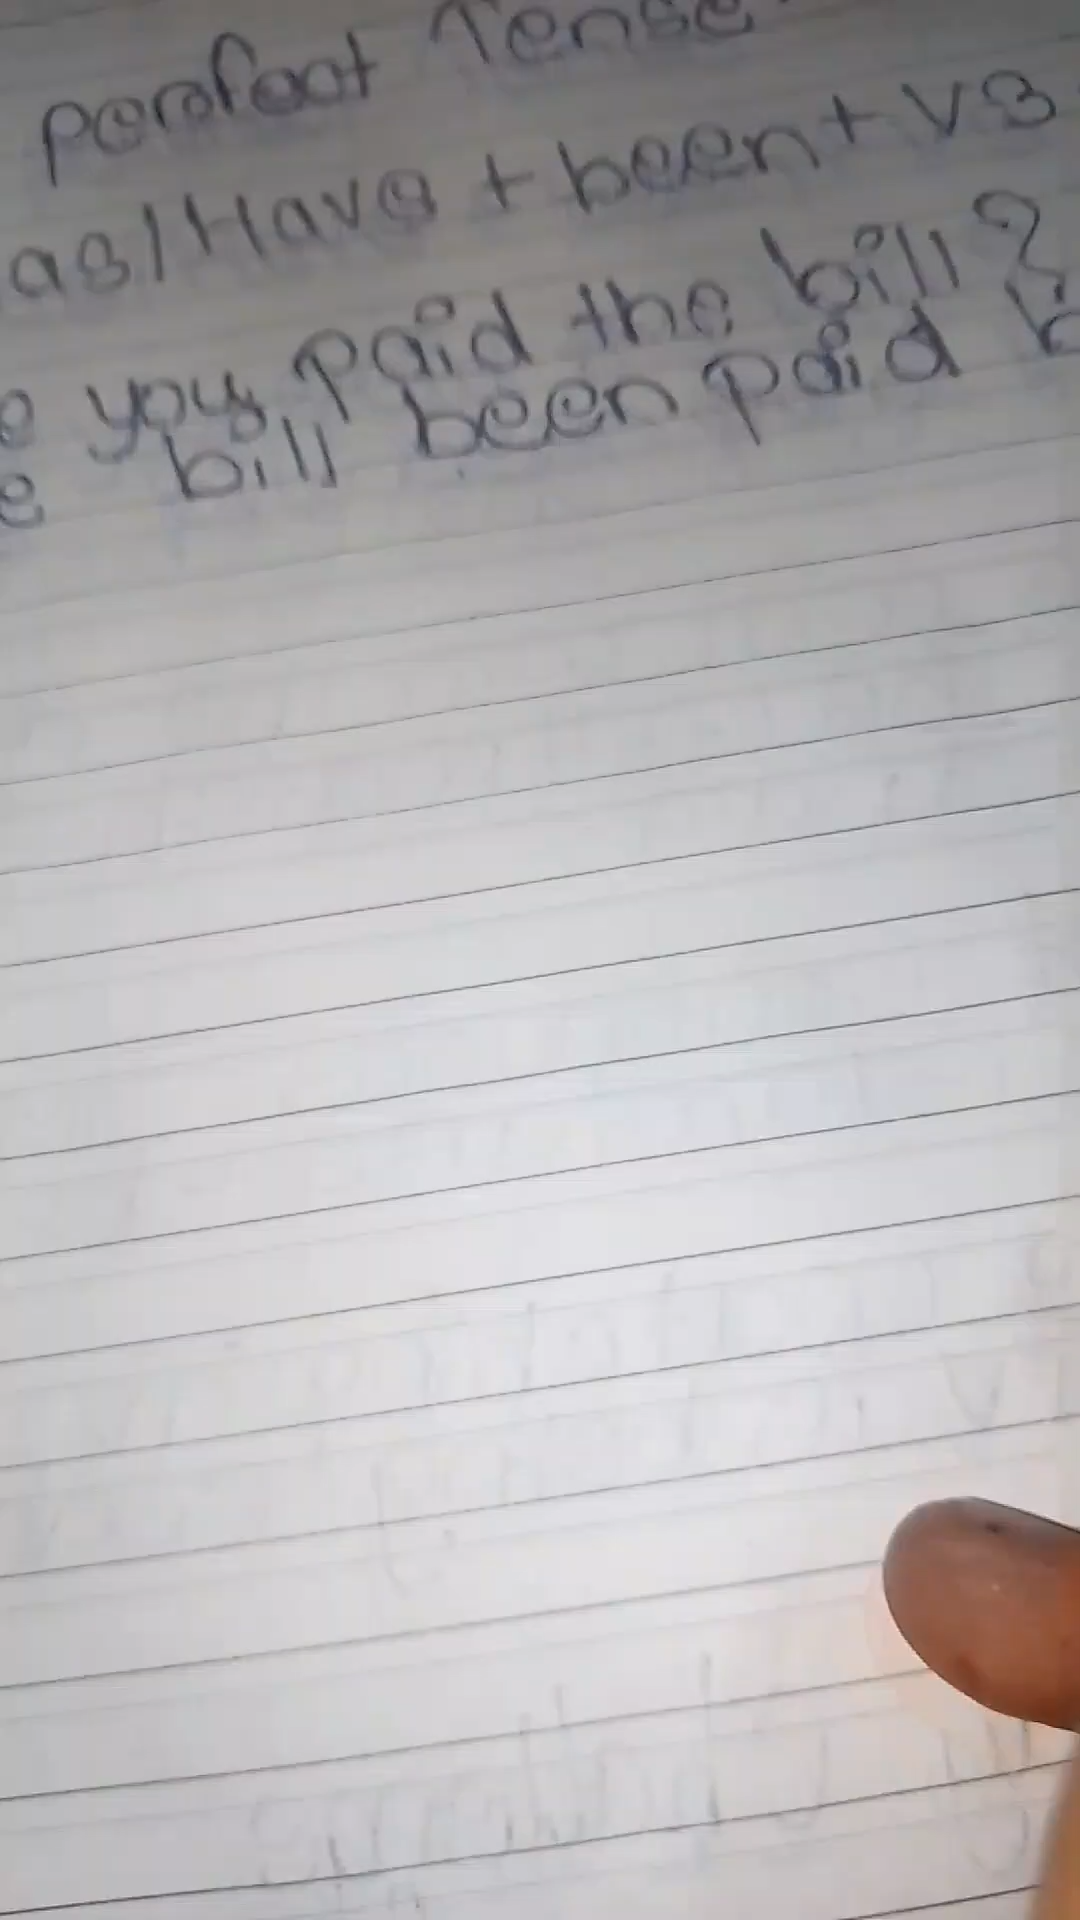 perfect Tense
as/Have + been + V3
e you paid the bill?
e bill been paid b